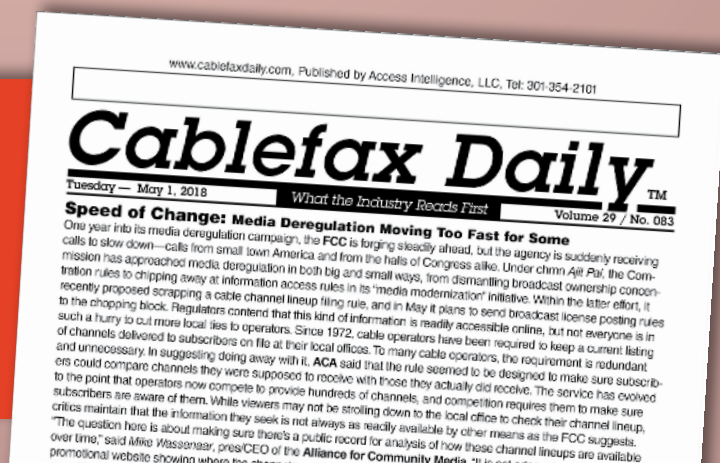 www.cablefaxdaily.com, Published by Access Intelligence, LLC, Tel: 301-354-2101
Cablefax Daily TM
Tuesday — May 1, 2018 What the Industry Reads First Volume 29 / No. 083
Speed of Change: Media Deregulation Moving Too Fast for Some
One year into its media deregulation campaign, the FCC is forging steadily ahead, but the agency is suddenly receiving
calls to slow down—calls from small town America and from the halls of Congress alike. Under chmn Ajit Pai, the Com-
mission has approached media deregulation in both big and small ways, from dismantling broadcast ownership concen-
tration rules to chipping away at information access rules in its "media modernization" initiative. Within the latter effort, it
recently proposed scrapping a cable channel lineup filing rule, and in May it plans to send broadcast license posting rules
to the chopping block. Regulators contend that this kind of information is readily accessible online, but not everyone is in
such a hurry to cut more local ties to operators. Since 1972, cable operators have been required to keep a current listing
of channels delivered to subscribers on file at their local offices. To many cable operators, the requirement is redundant
and unnecessary. In suggesting doing away with it, ACA said that the rule seemed to be designed to make sure subscrib-
ers could compare channels they were supposed to receive with those they actually did receive. The service has evolved
to the point that operators now compete to provide hundreds of channels, and competition requires them to make sure
subscribers are aware of them. While viewers may not be strolling down to the local office to check their channel lineup,
critics maintain that the information they seek is not always as readily available by other means as the FCC suggests.
"The question here is about making sure there's a public record for analysis of how these channel lineups are available
over time," said Mike Wassenaar, pres/CEO of the Alliance for Community Media. "It is not
promotional website showing where the